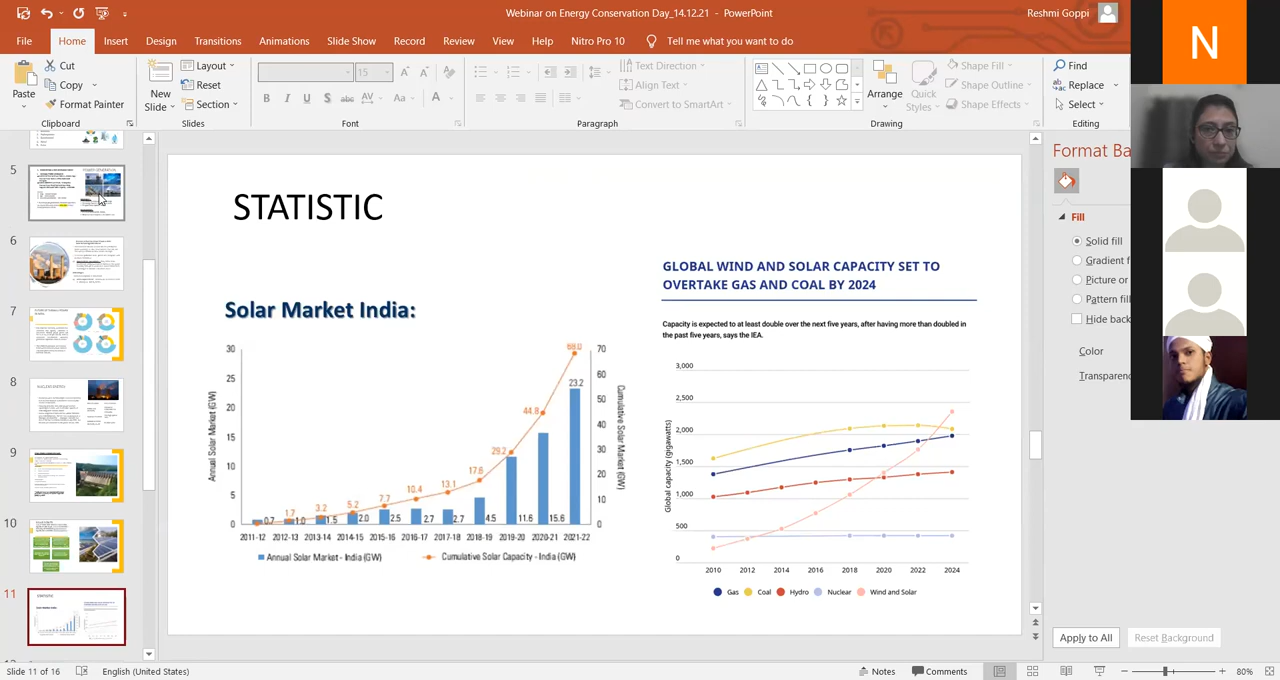 Webinar on Energy Conservation Day_14.12.21 - PowerPoint
Reshmi Goppi
N
File Home Insert Design Transitions Animations Slide Show Record Review View Help Nitro Pro 10 Tell me what you want to do
Cut
Copy
Format Painter
Paste
Clipboard
New
Slide
Layout
Reset
Section
Slides
15
Font
Text Direction
Align Text
Convert to SmartArt
Paragraph
Arrange
Quick
Styles
Shape Fill
Shape Outline
Shape Effects
Drawing
Find
Replace
Select
Editing
5
6
7
8
9
10
11
STATISTIC
Solar Market India:
Annual Solar Market (GW)
30
25
20
15
10
5
0
0.7 1.0 1.5 2.0 2.5 2.7 2.7 4.5 11.6 15.6 23.2
1.7 3.2 5.2 7.7 10.4 13.1 29.2 44.8 68.0
70
60
50
40
30
20
10
0
Cumulative Solar Market (GW)
2011-12 2012-13 2013-14 2014-15 2015-16 2016-17 2017-18 2018-19 2019-20 2020-21 2021-22
Annual Solar Market - India (GW) Cumulative Solar Capacity - India (GW)
GLOBAL WIND AND SOLAR CAPACITY SET TO
OVERTAKE GAS AND COAL BY 2024
Capacity is expected to at least double over the next five years, after having more than doubled in
the past five years, says the IEA.
Global capacity (gigawatts)
3,000
2,500
2,000
1,500
1,000
500
0
2010 2012 2014 2016 2018 2020 2022 2024
Gas Coal Hydro Nuclear Wind and Solar
Format Ba
Fill
Solid fill
Gradient f
Picture or
Pattern fil
Hide back
Color
Transparenc
Apply to All
Reset Background
Slide 11 of 16
English (United States)
Notes
Comments
80%